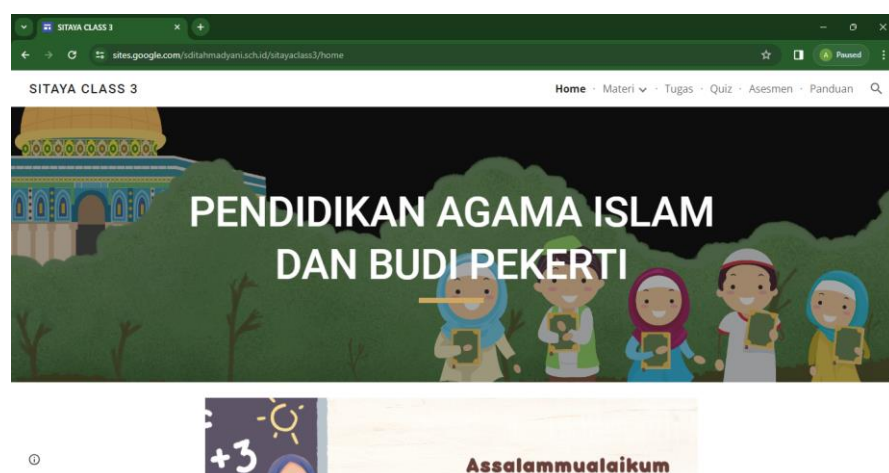 SITAYA CLASS 3
sites.google.com/sditahmadyani.sch.id/sitayaclass3/home
A Paused
SITAYA CLASS 3
Home · Materi · Tugas · Quiz · Asesmen · Panduan
PENDIDIKAN AGAMA ISLAM
DAN BUDI PEKERTI
+3
Assalammualaikum